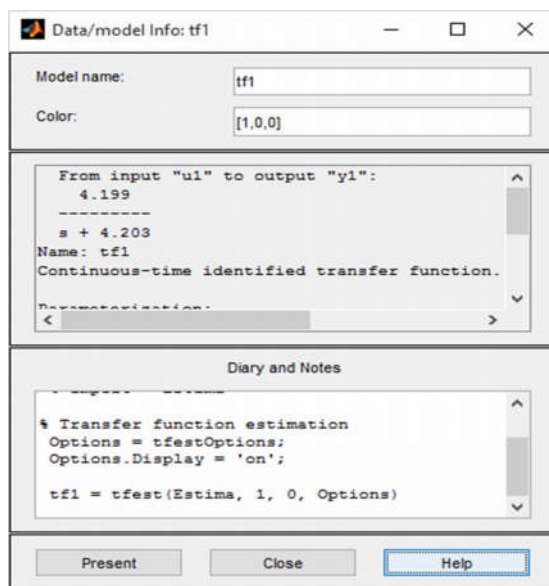 Data/model Info: tf1
Model name:
tf1
Color:
[1,0,0]
From input "u1" to output "y1":
4.199
---------
s + 4.203
Name: tf1
Continuous-time identified transfer function.
Diary and Notes
% Transfer function estimation
Options = tfestOptions;
Options.Display = 'on';
tf1 = tfest(Estima, 1, 0, Options)
Present
Close
Help